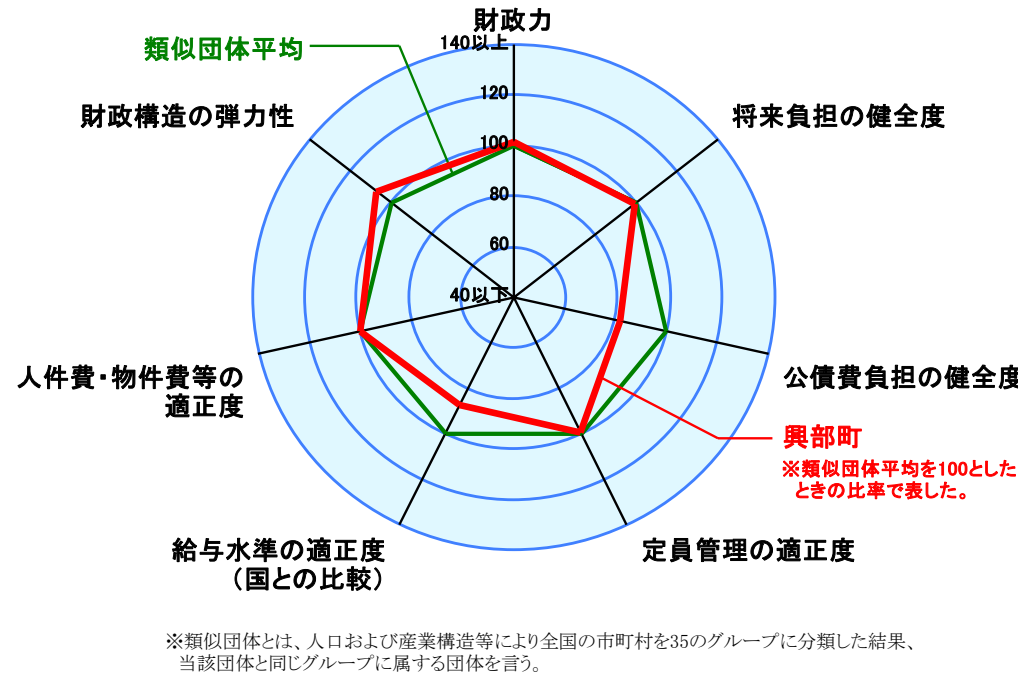 財政力
140以上
類似団体平均
120
財政構造の弾力性
将来負担の健全度
100
80
60
40以下
人件費・物件費等の
適正度
公債費負担の健全度
興部町
※類似団体平均を100とした
ときの比率で表した。
給与水準の適正度
（国との比較）
定員管理の適正度
※類似団体とは、人口および産業構造等により全国の市町村を35のグループに分類した結果、
当該団体と同じグループに属する団体を言う。